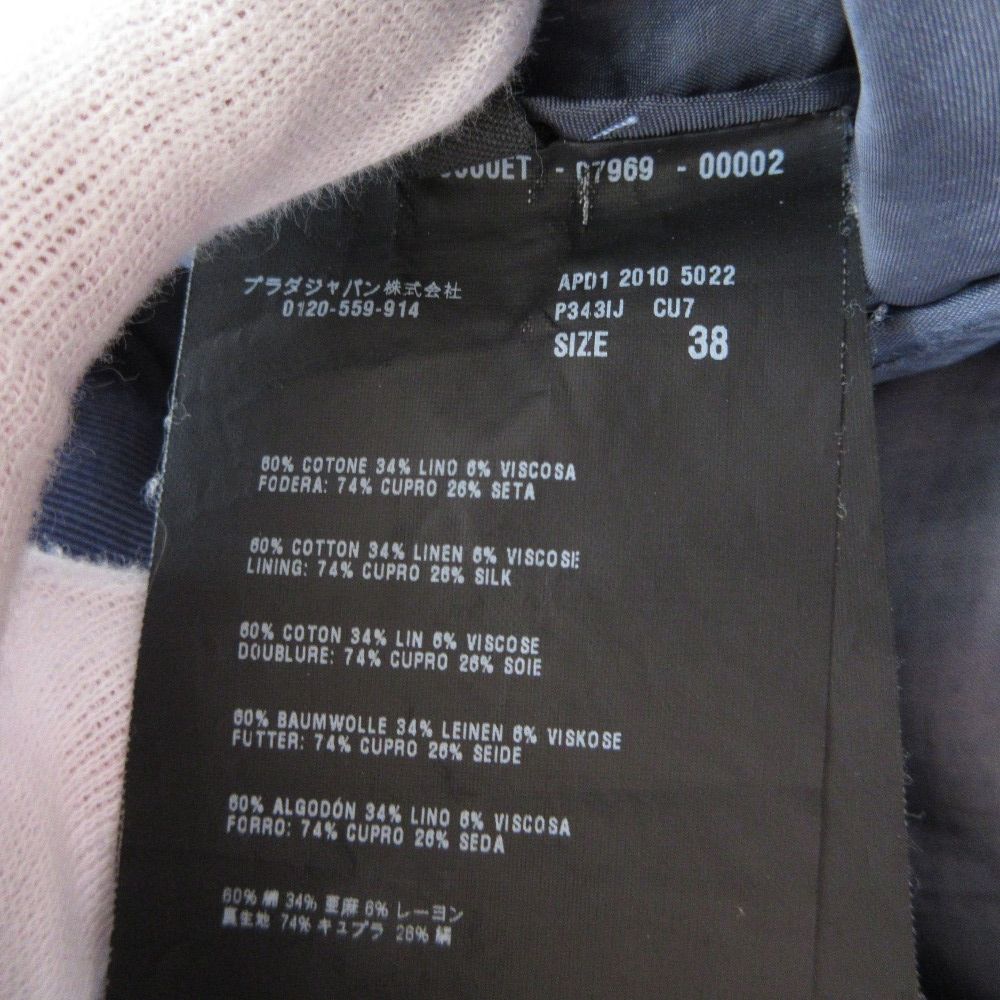 - 07969 - 00002
プラダジャパン株式会社
0120-559-914
APD1 2010 5022
P343IJ CU7
SIZE 38
60% COTONE 34% LINO 6% VISCOSA
FODERA: 74% CUPRO 26% SETA
60% COTTON 34% LINEN 6% VISCOSE
LINING: 74% CUPRO 26% SILK
60% COTON 34% LIN 6% VISCOSE
DOUBLURE: 74% CUPRO 26% SOIE
60% BAUMWOLLE 34% LEINEN 6% VISKOSE
FUTTER: 74% CUPRO 26% SEIDE
60% ALGODÓN 34% LINO 6% VISCOSA
FORRO: 74% CUPRO 26% SEDA
60% 綿 34% 亜麻 6% レーヨン
裏生地 74% キュプラ 26% 絹